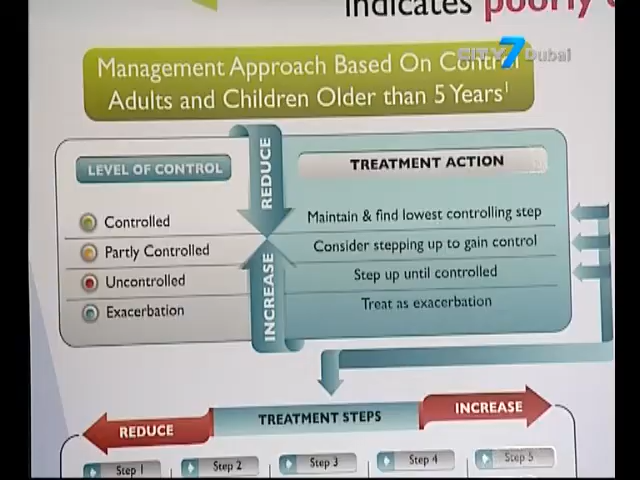 indicates poorly
CITY 7 Dubai
Management Approach Based On Control
Adults and Children Older than 5 Years¹
LEVEL OF CONTROL
REDUCE
TREATMENT ACTION
Controlled
Maintain & find lowest controlling step
Partly Controlled
Consider stepping up to gain control
Uncontrolled
Step up until controlled
Exacerbation
Treat as exacerbation
INCREASE
REDUCE
TREATMENT STEPS
INCREASE
Step 1
Step 2
Step 3
Step 4
Step 5